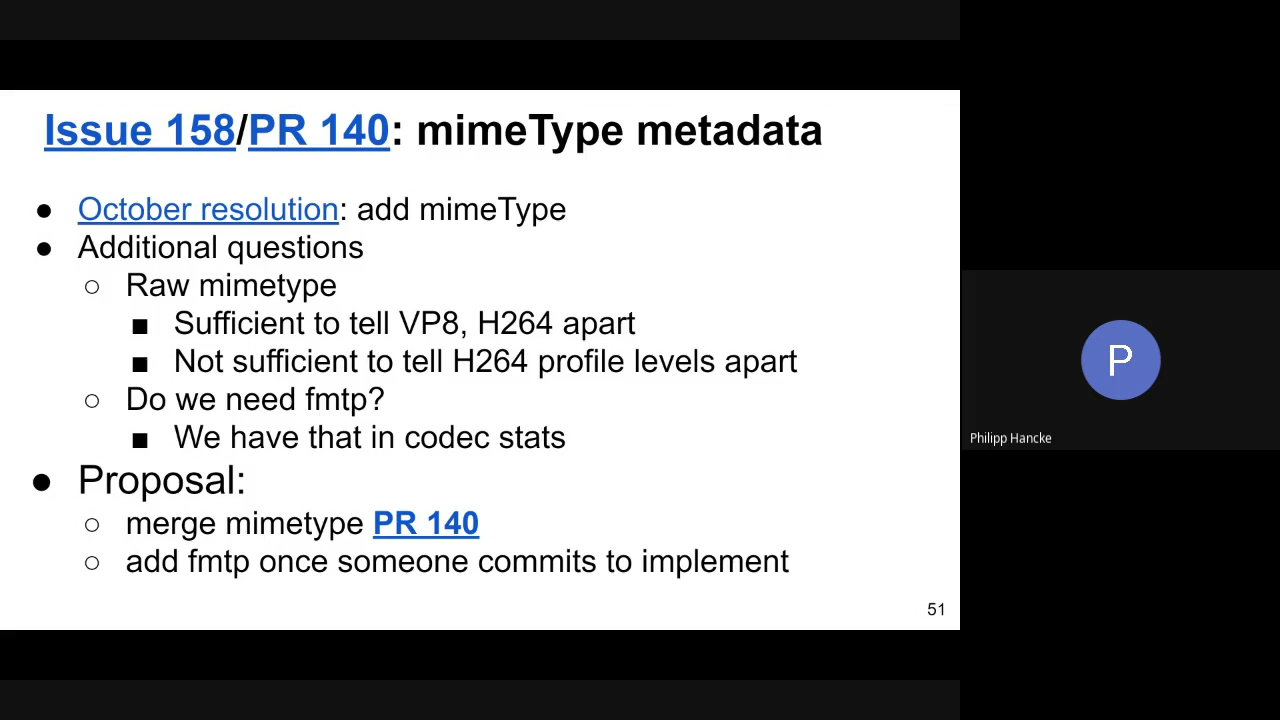 Issue 158/PR 140: mimeType metadata
● October resolution: add mimeType
● Additional questions
○ Raw mimetype
■ Sufficient to tell VP8, H264 apart
■ Not sufficient to tell H264 profile levels apart
○ Do we need fmtp?
■ We have that in codec stats
● Proposal:
○ merge mimetype PR 140
○ add fmtp once someone commits to implement
51
P
Philipp Hancke